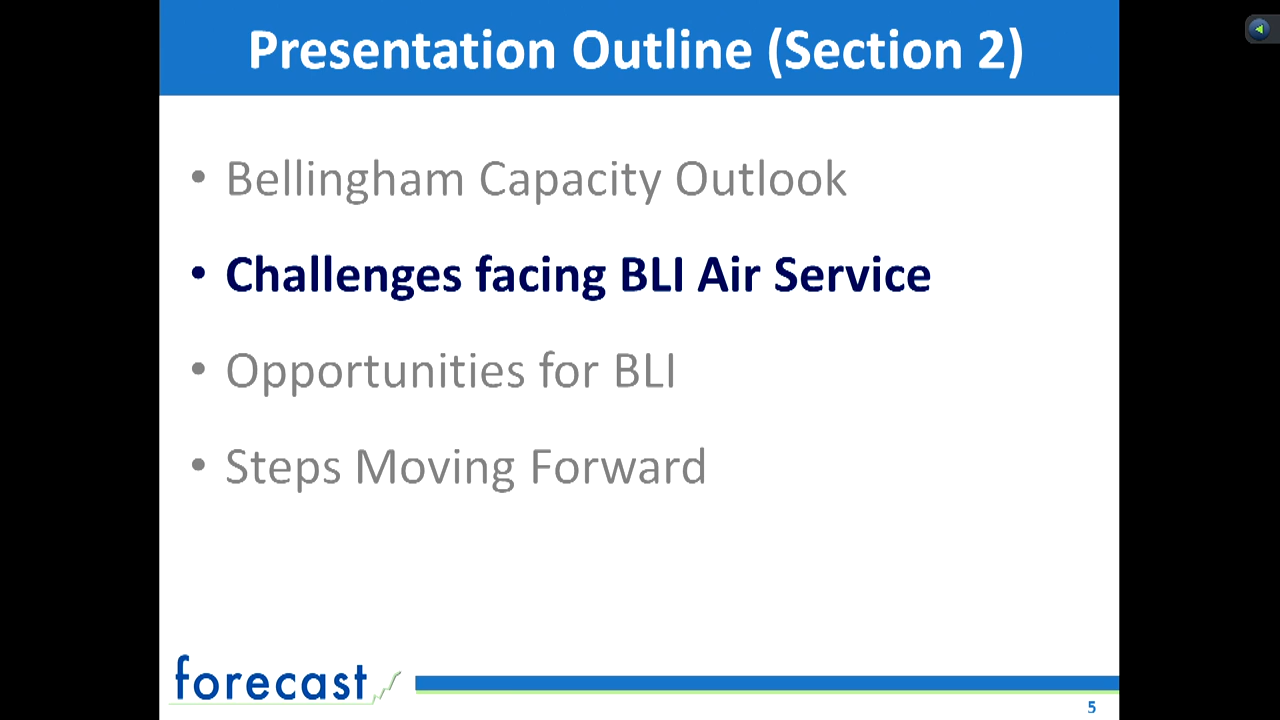 Presentation Outline (Section 2)
• Bellingham Capacity Outlook
• Challenges facing BLI Air Service
• Opportunities for BLI
• Steps Moving Forward
forecast
5